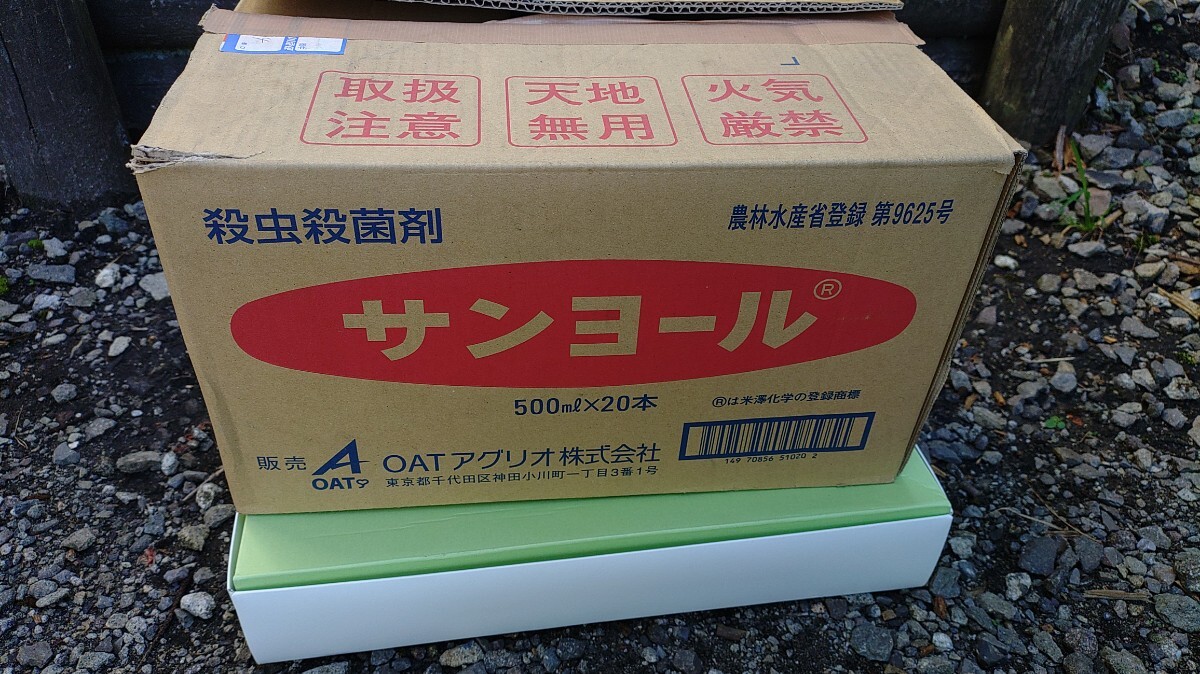 取扱
注意
天地
無用
火気
厳禁
殺虫殺菌剤
農林水産省登録 第9625号
サンヨール®
500㎖×20本
®は米澤化学の登録商標
149 70856 51020 2
販売
OAT
OATアグリオ株式会社
東京都千代田区神田小川町一丁目3番1号